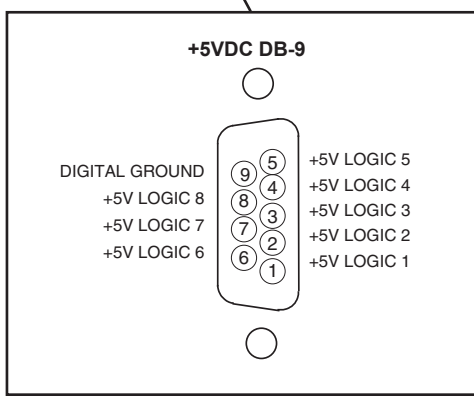 +5VDC DB-9
DIGITAL GROUND
+5V LOGIC 8
+5V LOGIC 7
+5V LOGIC 6
9
8
7
6
5
4
3
2
1
+5V LOGIC 5
+5V LOGIC 4
+5V LOGIC 3
+5V LOGIC 2
+5V LOGIC 1